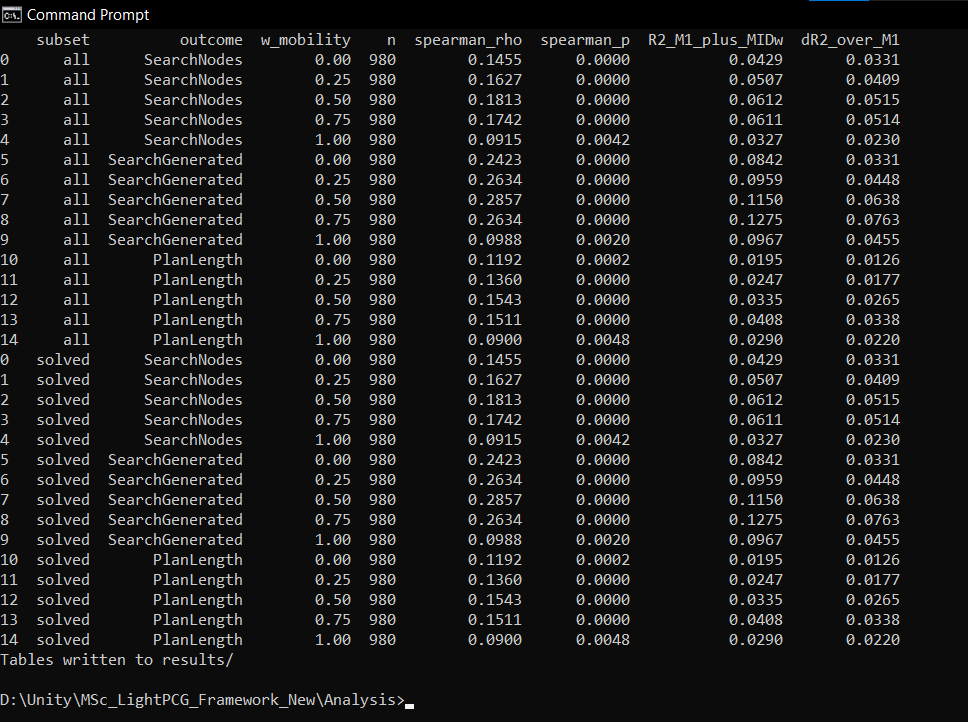 Command Prompt
subset outcome w_mobility n spearman_rho spearman_p R2_M1_plus_MIDw dR2_over_M1
0 all SearchNodes 0.00 980 0.1455 0.0000 0.0429 0.0331
1 all SearchNodes 0.25 980 0.1627 0.0000 0.0507 0.0409
2 all SearchNodes 0.50 980 0.1813 0.0000 0.0612 0.0515
3 all SearchNodes 0.75 980 0.1742 0.0000 0.0611 0.0514
4 all SearchNodes 1.00 980 0.0915 0.0042 0.0327 0.0230
5 all SearchGenerated 0.00 980 0.2423 0.0000 0.0842 0.0331
6 all SearchGenerated 0.25 980 0.2634 0.0000 0.0959 0.0448
7 all SearchGenerated 0.50 980 0.2857 0.0000 0.1150 0.0638
8 all SearchGenerated 0.75 980 0.2634 0.0000 0.1275 0.0763
9 all SearchGenerated 1.00 980 0.0988 0.0020 0.0967 0.0455
10 all PlanLength 0.00 980 0.1192 0.0002 0.0195 0.0126
11 all PlanLength 0.25 980 0.1360 0.0000 0.0247 0.0177
12 all PlanLength 0.50 980 0.1543 0.0000 0.0335 0.0265
13 all PlanLength 0.75 980 0.1511 0.0000 0.0408 0.0338
14 all PlanLength 1.00 980 0.0900 0.0048 0.0290 0.0220
0 solved SearchNodes 0.00 980 0.1455 0.0000 0.0429 0.0331
1 solved SearchNodes 0.25 980 0.1627 0.0000 0.0507 0.0409
2 solved SearchNodes 0.50 980 0.1813 0.0000 0.0612 0.0515
3 solved SearchNodes 0.75 980 0.1742 0.0000 0.0611 0.0514
4 solved SearchNodes 1.00 980 0.0915 0.0042 0.0327 0.0230
5 solved SearchGenerated 0.00 980 0.2423 0.0000 0.0842 0.0331
6 solved SearchGenerated 0.25 980 0.2634 0.0000 0.0959 0.0448
7 solved SearchGenerated 0.50 980 0.2857 0.0000 0.1150 0.0638
8 solved SearchGenerated 0.75 980 0.2634 0.0000 0.1275 0.0763
9 solved SearchGenerated 1.00 980 0.0988 0.0020 0.0967 0.0455
10 solved PlanLength 0.00 980 0.1192 0.0002 0.0195 0.0126
11 solved PlanLength 0.25 980 0.1360 0.0000 0.0247 0.0177
12 solved PlanLength 0.50 980 0.1543 0.0000 0.0335 0.0265
13 solved PlanLength 0.75 980 0.1511 0.0000 0.0408 0.0338
14 solved PlanLength 1.00 980 0.0900 0.0048 0.0290 0.0220
Tables written to results/
D:\Unity\MSc_LightPCG_Framework_New\Analysis>